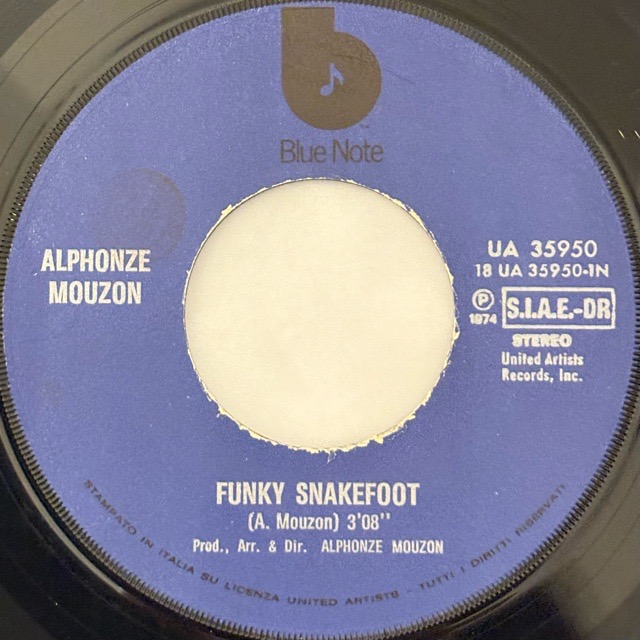 b
Blue Note
ALPHONZE
MOUZON
UA 35950
18 UA 35950-1N
Ⓟ
1974
S.I.A.E.-DR
STEREO
United Artists
Records, Inc.
FUNKY SNAKEFOOT
(A. Mouzon) 3'08''
Prod., Arr. & Dir. ALPHONZE MOUZON
STAMPATO IN ITALIA SU LICENZA UNITED ARTISTS - TUTTI I DIRITTI RISERVATI